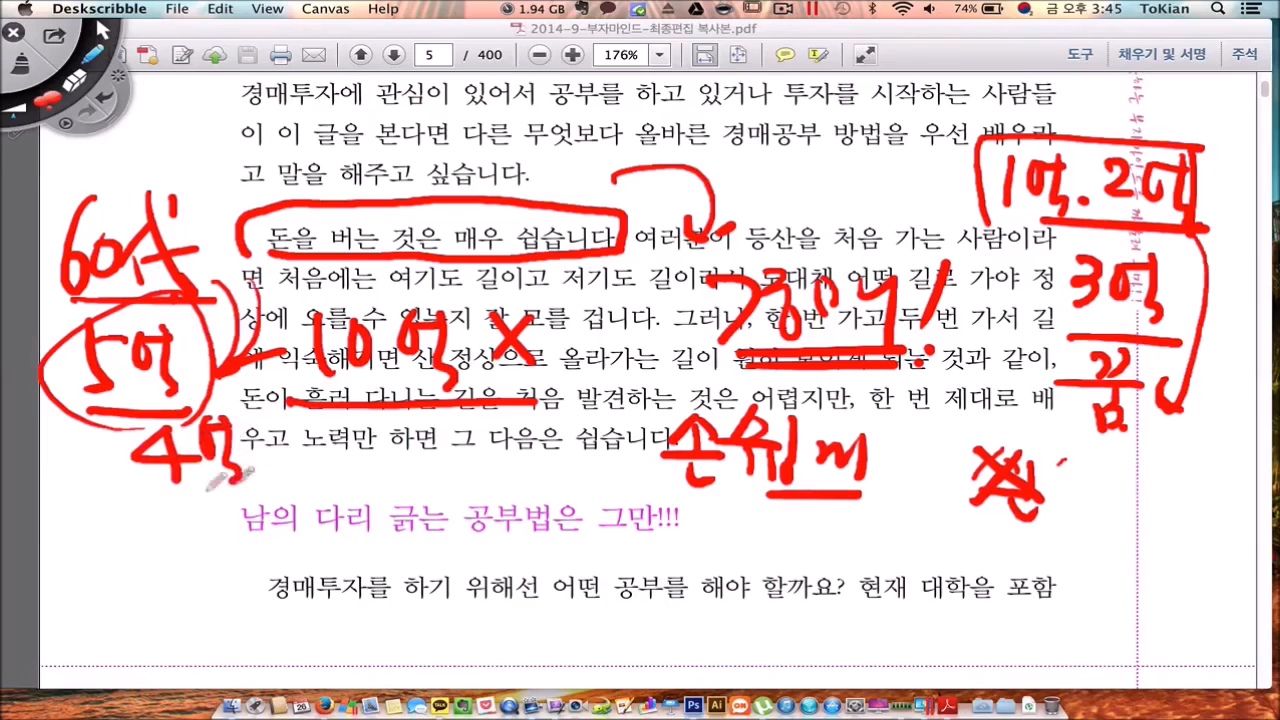 Deskscribble File Edit View Canvas Help 1.94 GB 74% 금 오후 3:45 ToKian
2014-9-부자마인드-최종편집 복사본.pdf
5 / 400 176% 도구 채우기 및 서명 주석
경매투자에 관심이 있어서 공부를 하고 있거나 투자를 시작하는 사람들
이 이 글을 본다면 다른 무엇보다 올바른 경매공부 방법을 우선 배우라
고 말을 해주고 싶습니다.
1억.2억
60대
돈을 버는 것은 매우 쉽습니다. 여러분이 등산을 처음 가는 사람이라
면 처음에는 여기도 길이고 저기도 길이라서 도대체 어떤 길로 가야 정
3억
경매!
상에 오를 수 있는지 잘 모를 겁니다. 그러나, 한 번 가고 두 번 가서 길
5억 10억 X
에 익숙해지면 산 정상으로 올라가는 길이 훤히 보이게 되는 것과 같이,
꿈
돈이 흘러 다니는 길을 처음 발견하는 것은 어렵지만, 한 번 제대로 배
우고 노력만 하면 그 다음은 쉽습니다.
4억
손쉽게
남의 다리 긁는 공부법은 그만!!!
경매투자를 하기 위해선 어떤 공부를 해야 할까요? 현재 대학을 포함